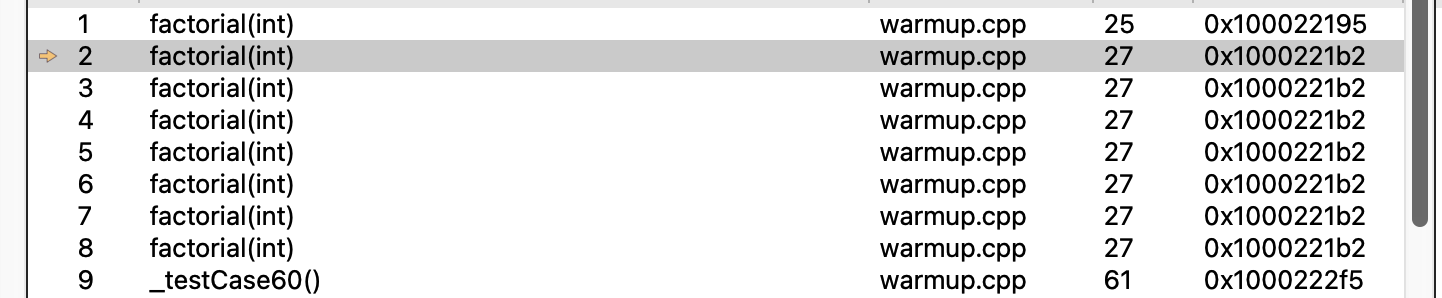 1 factorial(int) warmup.cpp 25 0x100022195
2 factorial(int) warmup.cpp 27 0x1000221b2
3 factorial(int) warmup.cpp 27 0x1000221b2
4 factorial(int) warmup.cpp 27 0x1000221b2
5 factorial(int) warmup.cpp 27 0x1000221b2
6 factorial(int) warmup.cpp 27 0x1000221b2
7 factorial(int) warmup.cpp 27 0x1000221b2
8 factorial(int) warmup.cpp 27 0x1000221b2
9 _testCase60() warmup.cpp 61 0x1000222f5